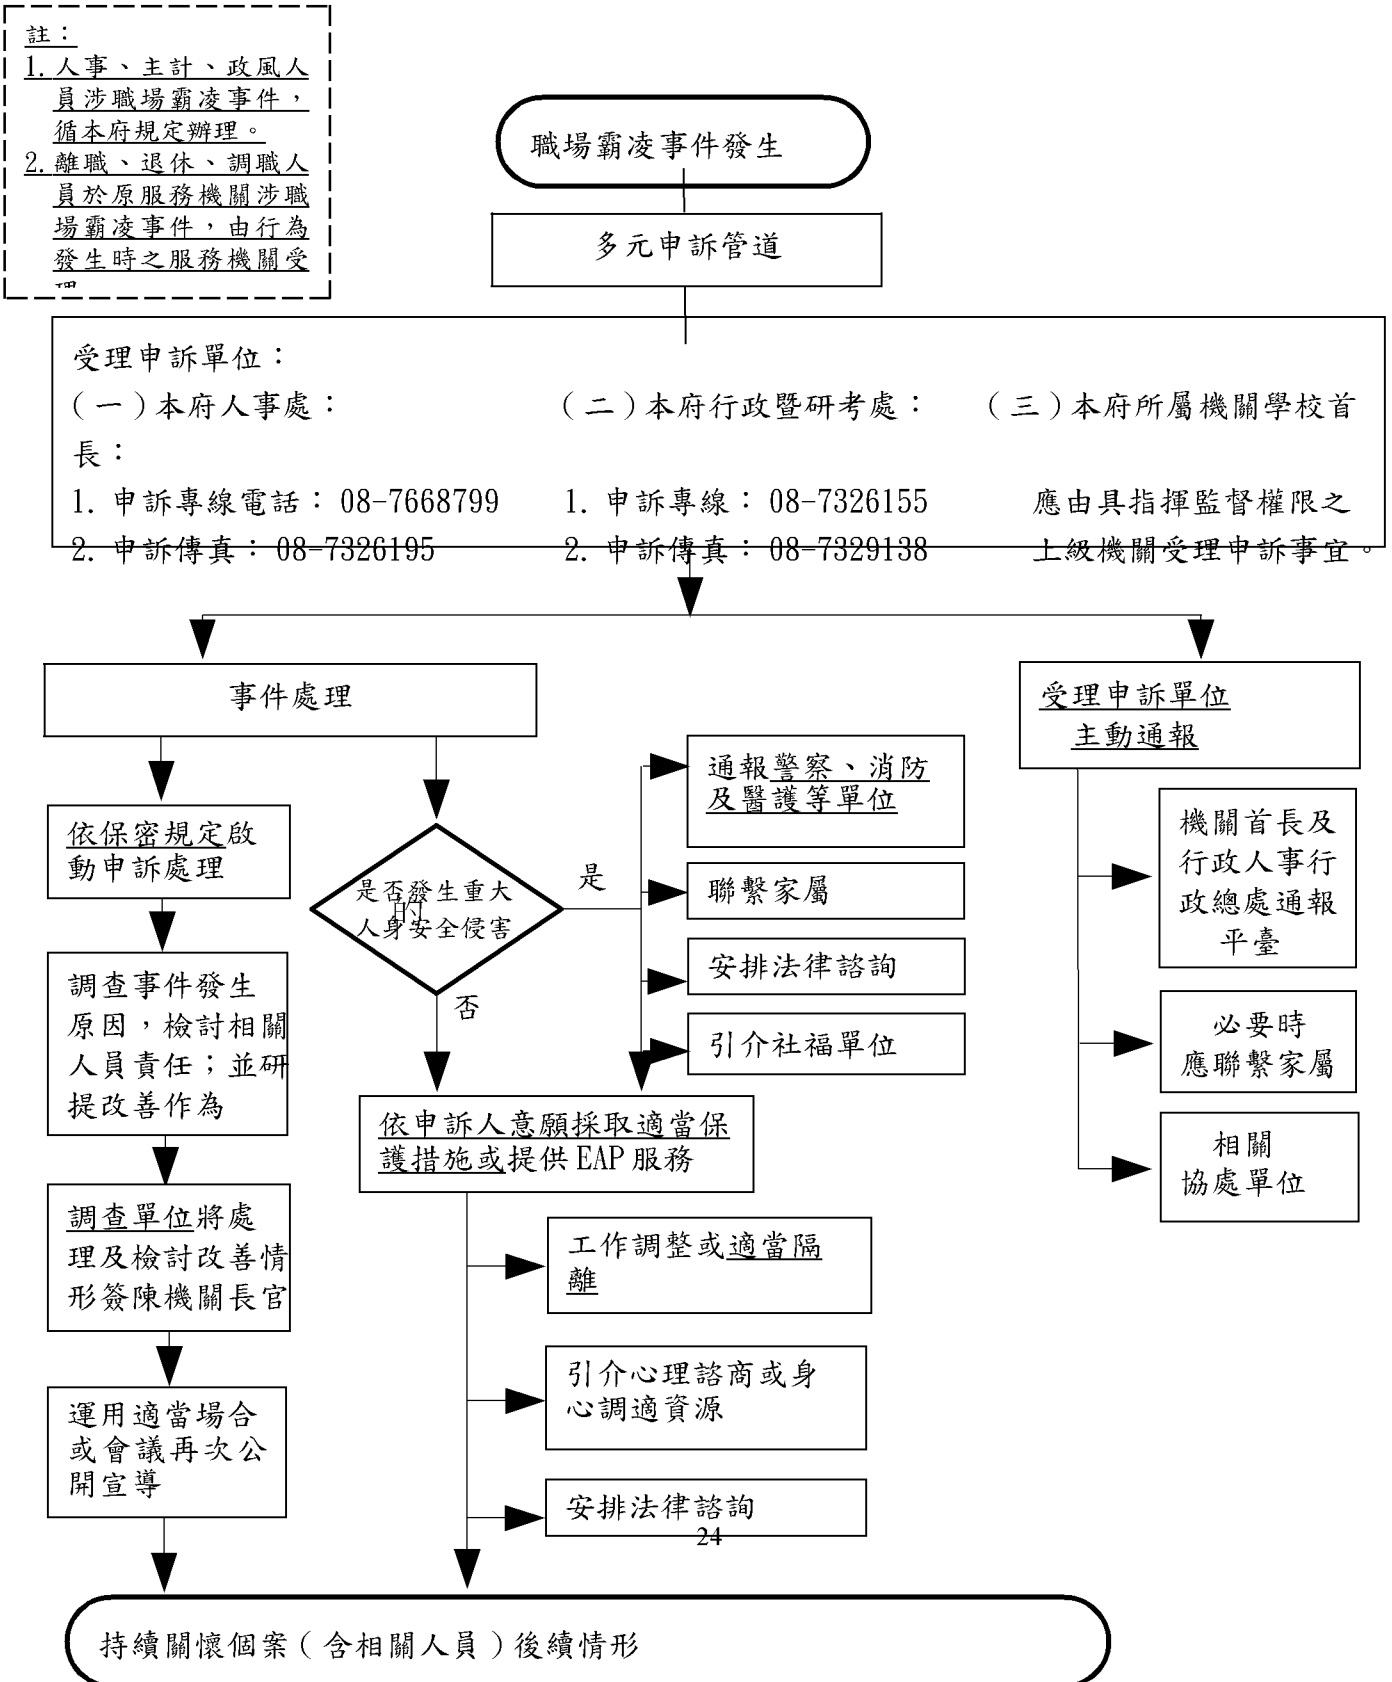 註：
1. 人事、主計、政風人
員涉職場霸凌事件，
循本府規定辦理。
2. 離職、退休、調職人
員於原服務機關涉職
場霸凌事件，由行為
發生時之服務機關受
職場霸凌事件發生
多元申訴管道
受理申訴單位：
（一）本府人事處： （二）本府行政暨研考處： （三）本府所屬機關學校首
長：
1. 申訴專線電話：08-7668799 1. 申訴專線：08-7326155 應由具指揮監督權限之
2. 申訴傳真：08-7326195 2. 申訴傳真：08-7329138 上級機關受理申訴事宜。
事件處理
受理申訴單位
主動通報
依保密規定啟
動申訴處理
調查事件發生
原因，檢討相關
人員責任；並研
提改善作為
調查單位將處
理及檢討改善情
形簽陳機關長官
運用適當場合
或會議再次公
開宣導
是否發生重大
的
人身安全侵害
是
否
通報警察、消防
及醫護等單位
聯繫家屬
安排法律諮詢
引介社福單位
依申訴人意願採取適當保
護措施或提供 EAP 服務
工作調整或適當隔
離
引介心理諮商或身
心調適資源
安排法律諮詢
機關首長及
行政人事行
政總處通報
平臺
必要時
應聯繫家屬
相關
協處單位
24
持續關懷個案（含相關人員）後續情形